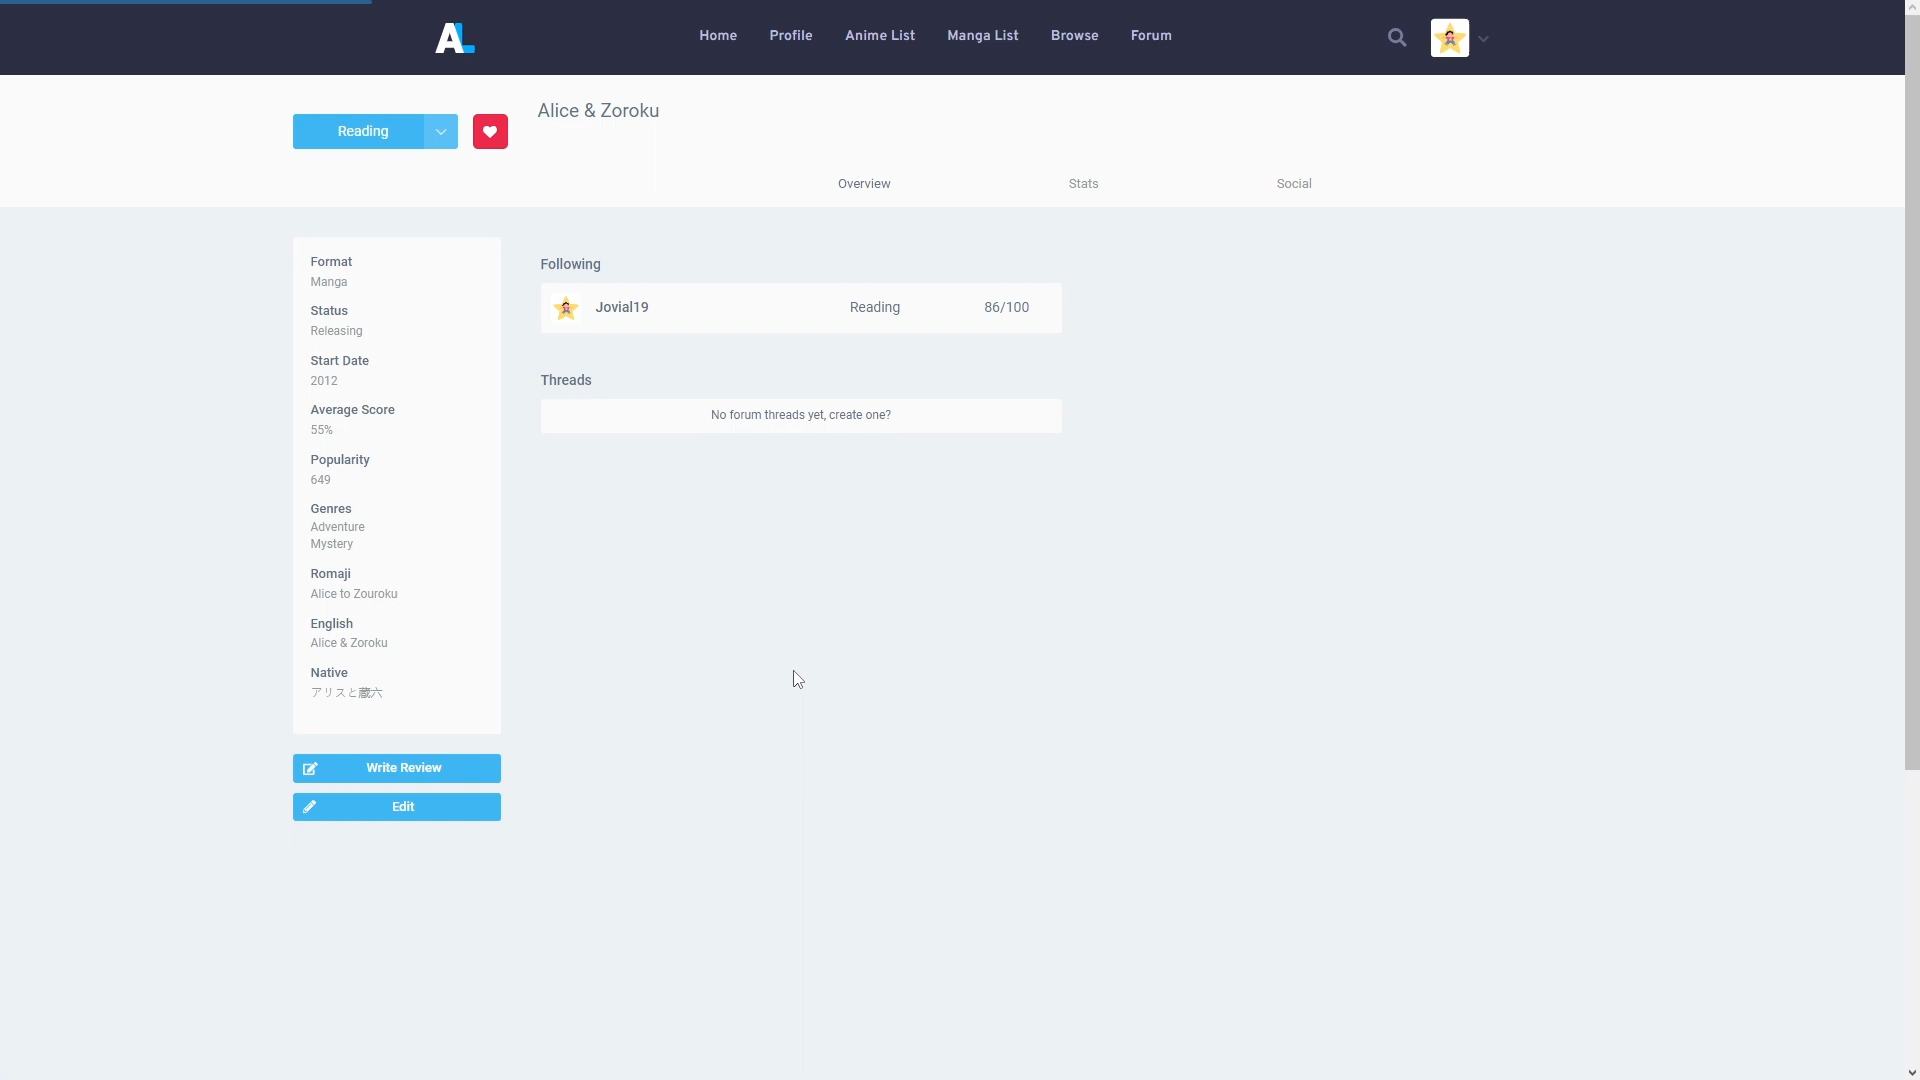 AL
Home
Profile
Anime List
Manga List
Browse
Forum
Reading
Alice & Zoroku
Overview
Stats
Social
Format
Manga
Status
Releasing
Start Date
2012
Average Score
55%
Popularity
649
Genres
Adventure
Mystery
Romaji
Alice to Zouroku
English
Alice & Zoroku
Native
アリスと蔵六
Write Review
Edit
Following
Jovial19
Reading
86/100
Threads
No forum threads yet, create one?